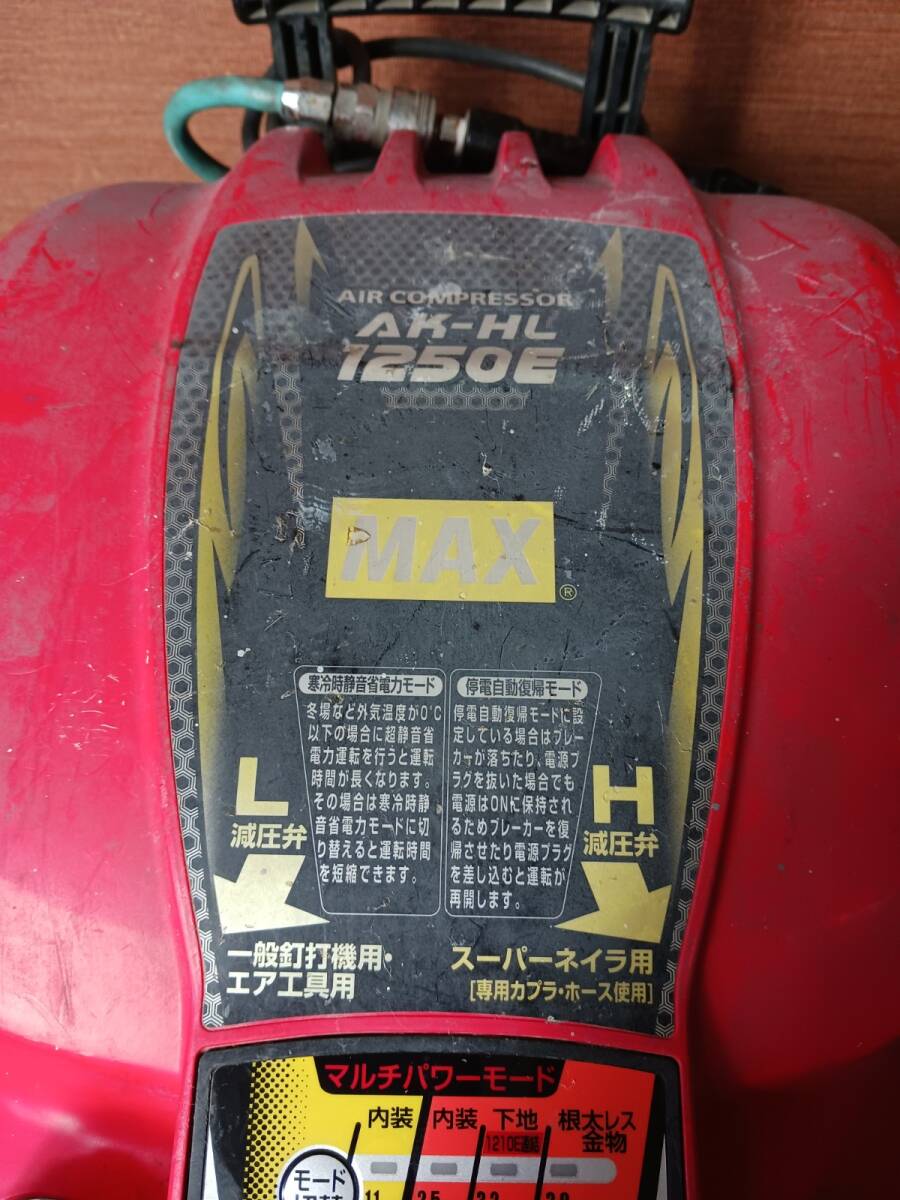 AIR COMPRESSOR
AK-HL
1250E
MAX
®
寒冷時静音省電力モード
冬場など外気温度が0℃
以下の場合に超静音省
電力運転を行うと運転
時間が長くなります。
その場合は寒冷時静
音省電力モードに切
り替えると運転時間
を短縮できます。
停電自動復帰モード
停電自動復帰モードに設
定している場合はブレー
カーが落ちたり、電源プ
ラグを抜いた場合でも
電源はONに保持され
るためブレーカーを復
帰させたり電源プラグ
を差し込むと運転が
再開します。
L
減圧弁
一般釘打機用・
エア工具用
H
減圧弁
スーパーネイラ用
[専用カプラ・ホース使用]
マルチパワーモード
内装 内装 下地 根太レス
金物
1210E連結
モード